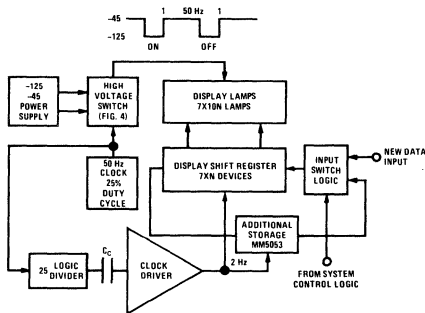 -45
-125
1
50 Hz
1
ON
OFF
-125
-45
POWER
SUPPLY
HIGH
VOLTAGE
SWITCH
(FIG. 4)
DISPLAY LAMPS
7X10N LAMPS
50 Hz
CLOCK
25%
DUTY
CYCLE
DISPLAY SHIFT REGISTER
7XN DEVICES
INPUT
SWITCH
LOGIC
NEW DATA
INPUT
ADDITIONAL
STORAGE
MM5053
25 LOGIC
DIVIDER
CC
CLOCK
DRIVER
2 Hz
FROM SYSTEM
CONTROL LOGIC